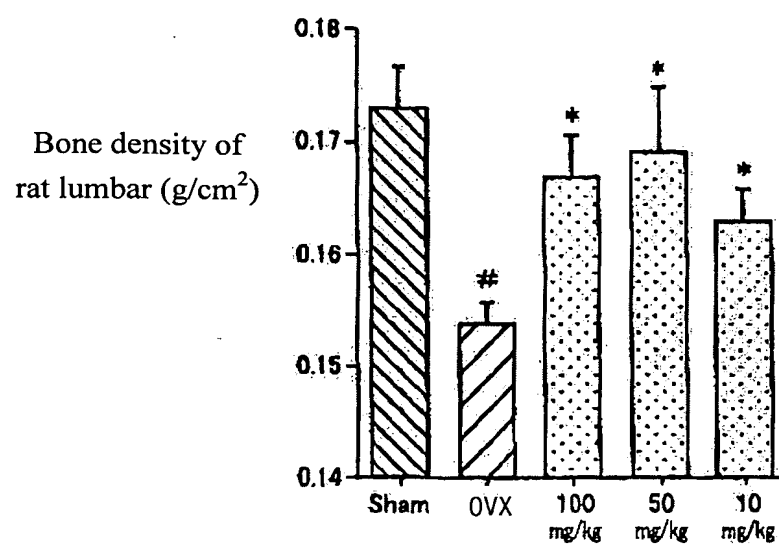 0.18
Bone density of
rat lumbar (g/cm²)
0.17
0.16
0.15
0.14
*
*
*
#
Sham OVX 100 50 10
mg/kg mg/kg mg/kg